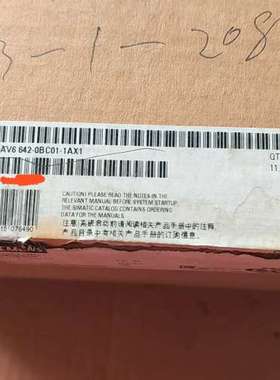 3-1-208
AV6 642-0BC01-1AX1
QT
11
CAUTION! PLEASE READ THE NOTES IN THE
RELEVANT MANUAL BEFORE SYSTEM STARTUP.
THE SIMATIC CATALOG CONTAINS ORDERING
DATA FOR THE MANUALS.
注意:系统启动前请阅读相关产品手册中的注释,
产品目录中有相关产品手册的订购信息.